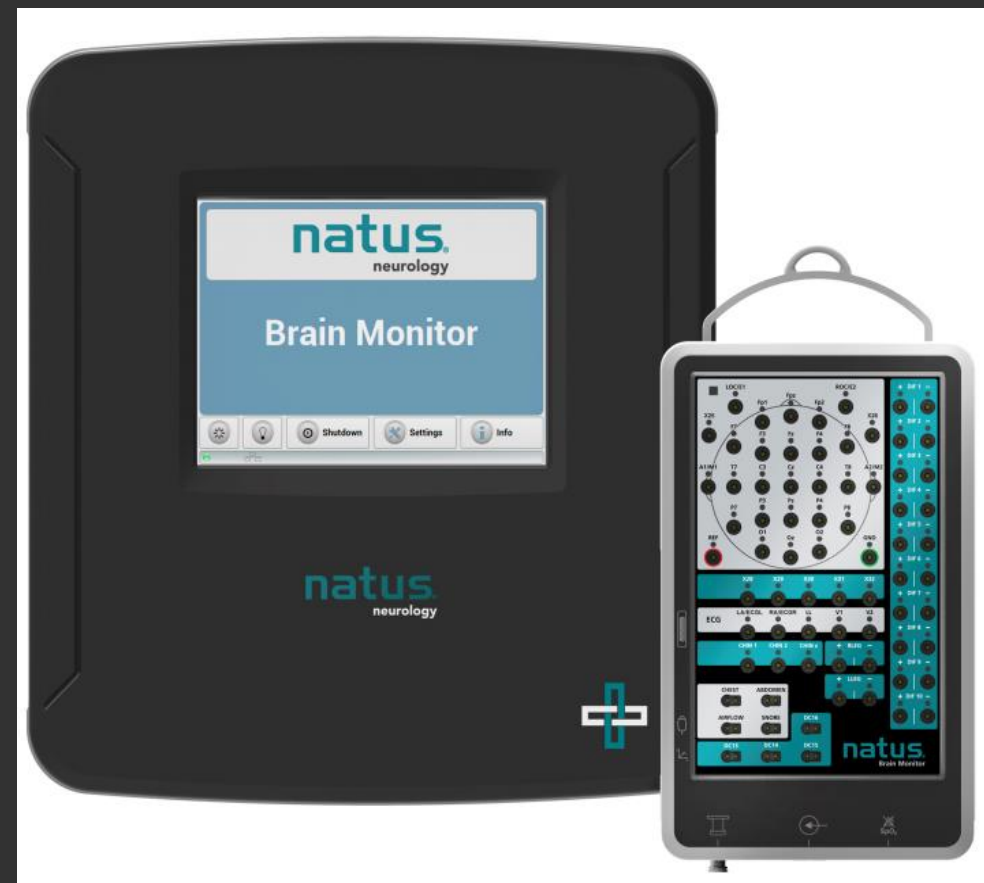 natus
neurology
Brain Monitor
Shutdown Settings Info
natus
neurology
LOC/E1 Fpz ROC/E2
Fp1 Fp2
X25 X26
F7 F3 Fz F4 F8
A1/M1 T7 C3 Cz C4 T8 A2/M2
P7 P3 Pz P4 P8
O1 Oz O2
REF GND
X28 X29 X30 X31 X32
ECG LA/ECGL RA/ECGR LL V1 V2
CHIN 1 CHIN 2 CHIN z + RLEG -
+ LLEG -
CHEST ABDOMEN
AIRFLOW SNORE DC16
DC13 DC14 DC15
+ DIF 1 -
+ DIF 2 -
+ DIF 3 -
+ DIF 4 -
+ DIF 5 -
+ DIF 6 -
+ DIF 7 -
+ DIF 8 -
+ DIF 9 -
+ DIF 10 -
natus
Brain Monitor
SpO₂